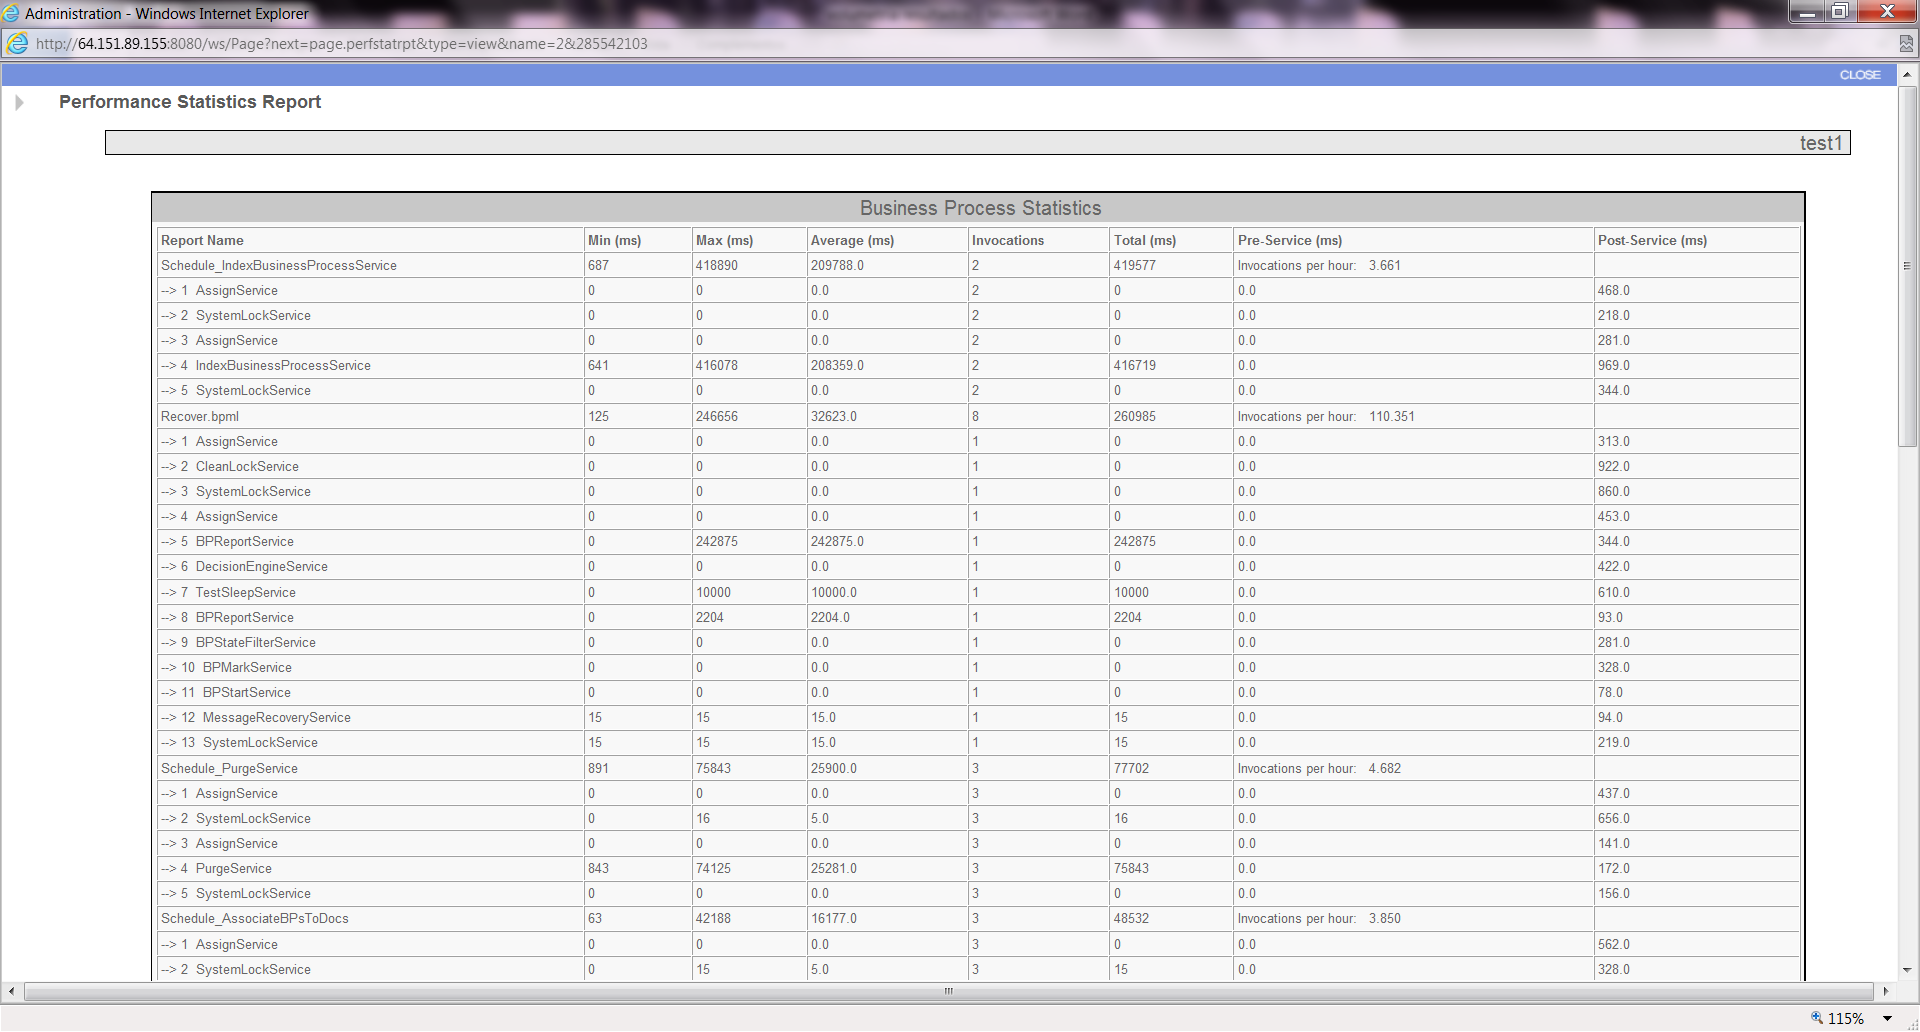 Administration - Windows Internet Explorer
http://64.151.89.155:8080/ws/Page?next=page.perfstatrpt&type=view&name=2&285542103
CLOSE
Performance Statistics Report
test1
Business Process Statistics
Report Name Min (ms) Max (ms) Average (ms) Invocations Total (ms) Pre-Service (ms) Post-Service (ms)
Schedule_IndexBusinessProcessService 687 418890 209788.0 2 419577 Invocations per hour: 3.661
--> 1 AssignService 0 0 0.0 2 0 0.0 468.0
--> 2 SystemLockService 0 0 0.0 2 0 0.0 218.0
--> 3 AssignService 0 0 0.0 2 0 0.0 281.0
--> 4 IndexBusinessProcessService 641 416078 208359.0 2 416719 0.0 969.0
--> 5 SystemLockService 0 0 0.0 2 0 0.0 344.0
Recover.bpml 125 246656 32623.0 8 260985 Invocations per hour: 110.351
--> 1 AssignService 0 0 0.0 1 0 0.0 313.0
--> 2 CleanLockService 0 0 0.0 1 0 0.0 922.0
--> 3 SystemLockService 0 0 0.0 1 0 0.0 860.0
--> 4 AssignService 0 0 0.0 1 0 0.0 453.0
--> 5 BPReportService 0 242875 242875.0 1 242875 0.0 344.0
--> 6 DecisionEngineService 0 0 0.0 1 0 0.0 422.0
--> 7 TestSleepService 0 10000 10000.0 1 10000 0.0 610.0
--> 8 BPReportService 0 2204 2204.0 1 2204 0.0 93.0
--> 9 BPStateFilterService 0 0 0.0 1 0 0.0 281.0
--> 10 BPMarkService 0 0 0.0 1 0 0.0 328.0
--> 11 BPStartService 0 0 0.0 1 0 0.0 78.0
--> 12 MessageRecoveryService 15 15 15.0 1 15 0.0 94.0
--> 13 SystemLockService 15 15 15.0 1 15 0.0 219.0
Schedule_PurgeService 891 75843 25900.0 3 77702 Invocations per hour: 4.682
--> 1 AssignService 0 0 0.0 3 0 0.0 437.0
--> 2 SystemLockService 0 16 5.0 3 16 0.0 656.0
--> 3 AssignService 0 0 0.0 3 0 0.0 141.0
--> 4 PurgeService 843 74125 25281.0 3 75843 0.0 172.0
--> 5 SystemLockService 0 0 0.0 3 0 0.0 156.0
Schedule_AssociateBPsToDocs 63 42188 16177.0 3 48532 Invocations per hour: 3.850
--> 1 AssignService 0 0 0.0 3 0 0.0 562.0
--> 2 SystemLockService 0 15 5.0 3 15 0.0 328.0
115%